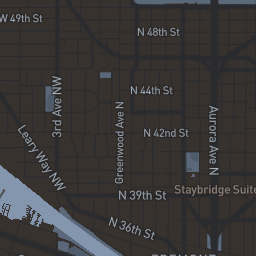 W 49th St
N 48th St
3rd Ave NW
N 44th St
Greenwood Ave N
Aurora Ave N
N 42nd St
Leary Way NW
Staybridge Suite
N 39th St
N 36th St
FREMONT